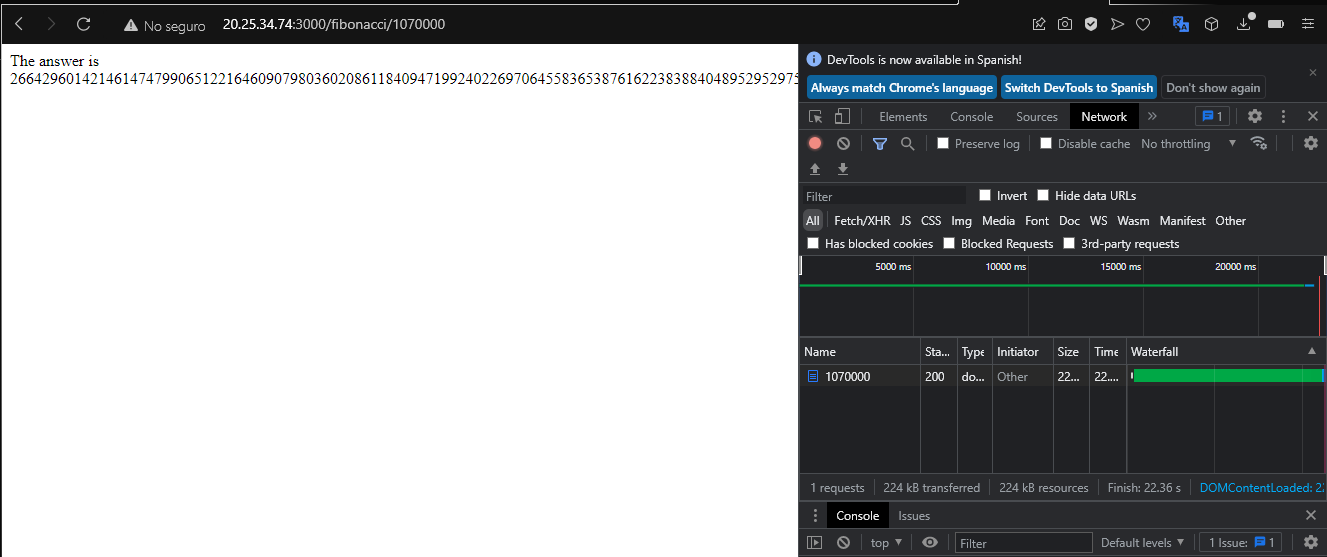 No seguro 20.25.34.74:3000/fibonacci/1070000
The answer is
DevTools is now available in Spanish!
Always match Chrome's language Switch DevTools to Spanish Don't show again
Elements Console Sources Network 1
Preserve log Disable cache No throttling
Filter Invert Hide data URLs
All Fetch/XHR JS CSS Img Media Font Doc WS Wasm Manifest Other
Has blocked cookies Blocked Requests 3rd-party requests
5000 ms 10000 ms 15000 ms 20000 ms
Name Sta... Type Initiator Size Time Waterfall
1070000 200 do... Other 22... 22....
1 requests 224 kB transferred 224 kB resources Finish: 22.36 s DOMContentLoaded: 2
Console Issues
top Filter Default levels 1 Issue: 1